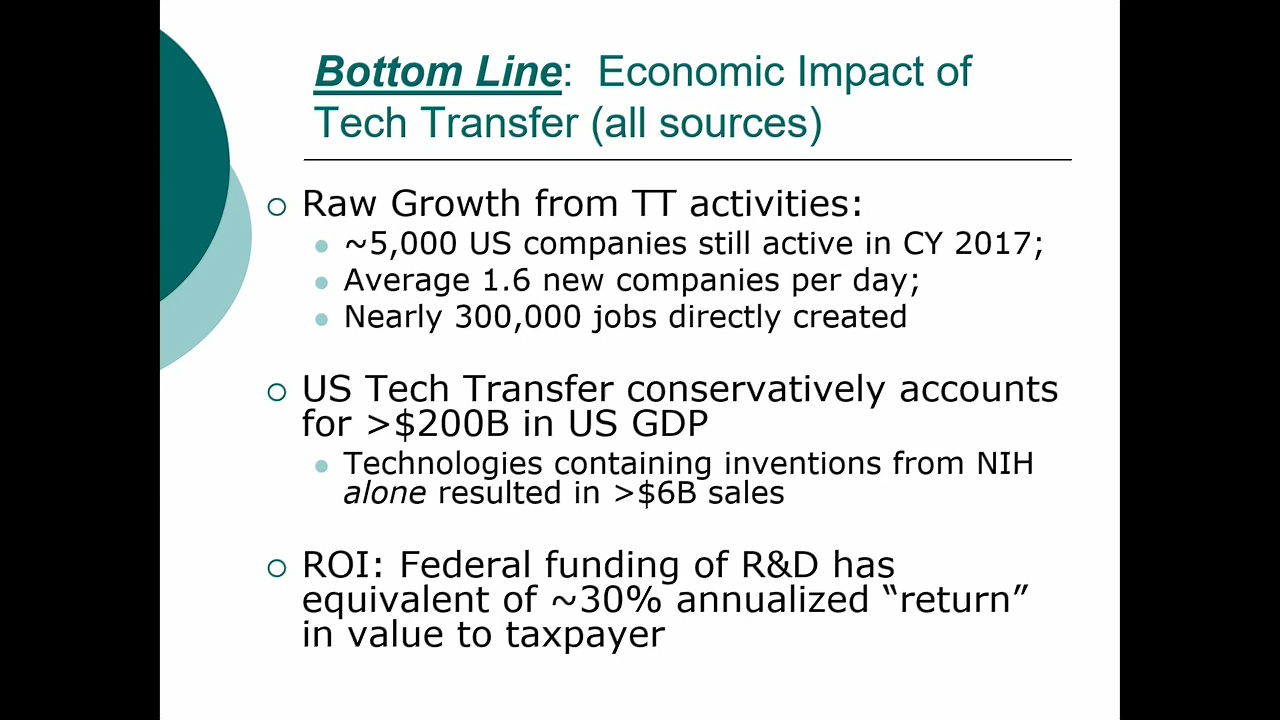 Bottom Line: Economic Impact of
Tech Transfer (all sources)
Raw Growth from TT activities:
~5,000 US companies still active in CY 2017;
Average 1.6 new companies per day;
Nearly 300,000 jobs directly created
US Tech Transfer conservatively accounts
for >$200B in US GDP
Technologies containing inventions from NIH
alone resulted in >$6B sales
ROI: Federal funding of R&D has
equivalent of ~30% annualized “return”
in value to taxpayer